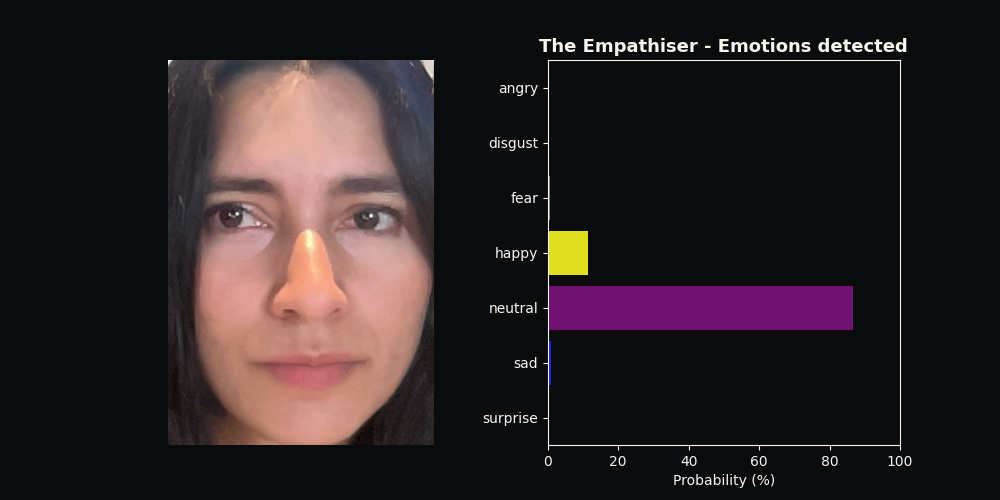 The Empathiser - Emotions detected
angry
disgust
fear
happy
neutral
sad
surprise
0 20 40 60 80 100
Probability (%)